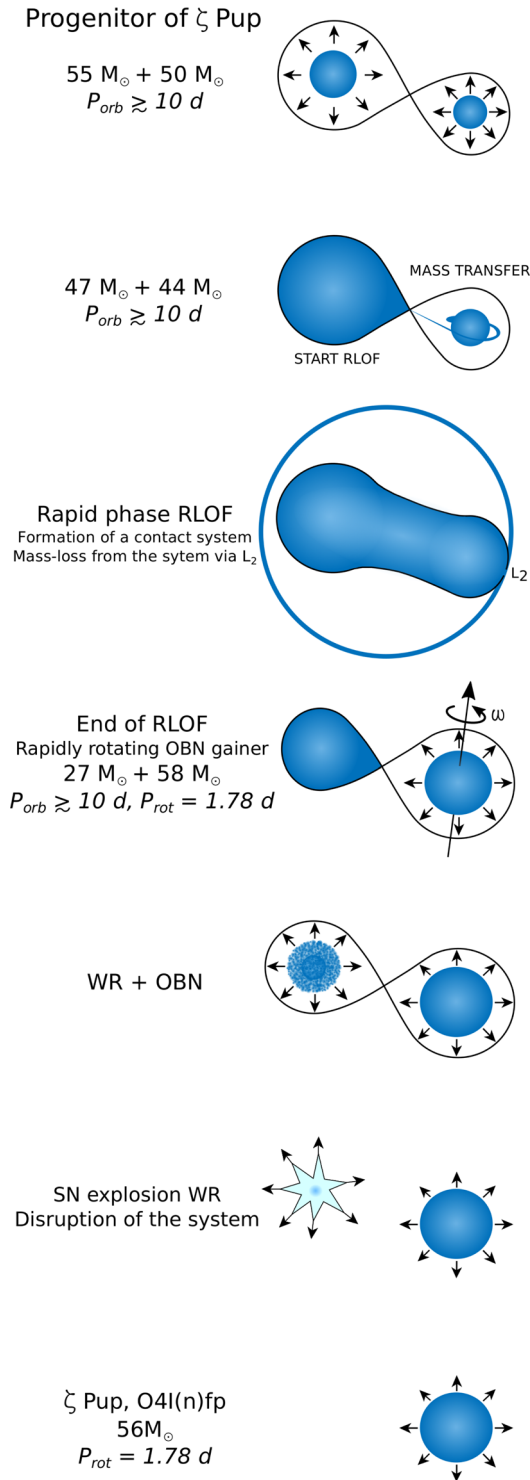 Progenitor of ζ Pup
55 M☉ + 50 M☉
P_orb ≳ 10 d
47 M☉ + 44 M☉
P_orb ≳ 10 d
MASS TRANSFER
START RLOF
Rapid phase RLOF
Formation of a contact system
Mass-loss from the sytem via L₂
L₂
End of RLOF
Rapidly rotating OBN gainer
27 M☉ + 58 M☉
P_orb ≳ 10 d, P_rot = 1.78 d
ω
WR + OBN
SN explosion WR
Disruption of the system
ζ Pup, O4I(n)fp
56M☉
P_rot = 1.78 d